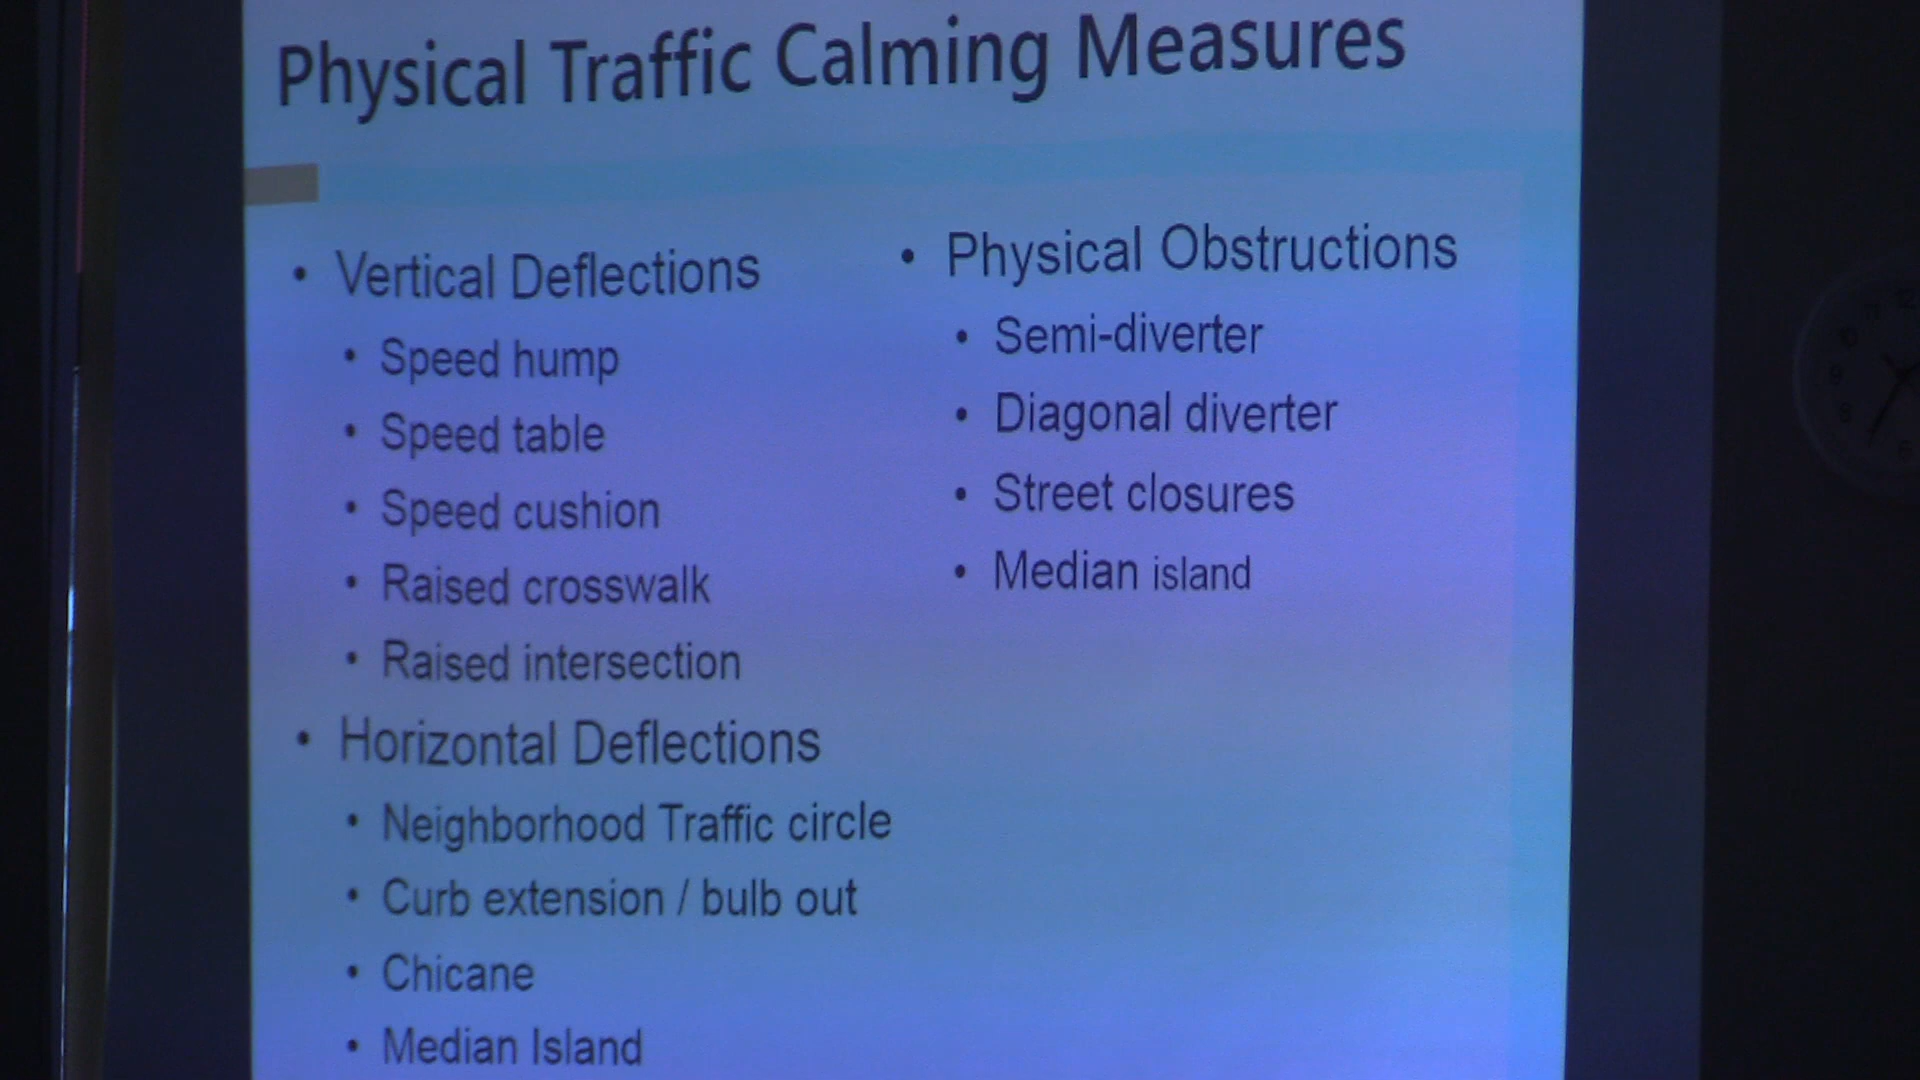 Physical Traffic Calming Measures
• Vertical Deflections
• Speed hump
• Speed table
• Speed cushion
• Raised crosswalk
• Raised intersection
• Horizontal Deflections
• Neighborhood Traffic circle
• Curb extension / bulb out
• Chicane
• Median Island
• Physical Obstructions
• Semi-diverter
• Diagonal diverter
• Street closures
• Median island